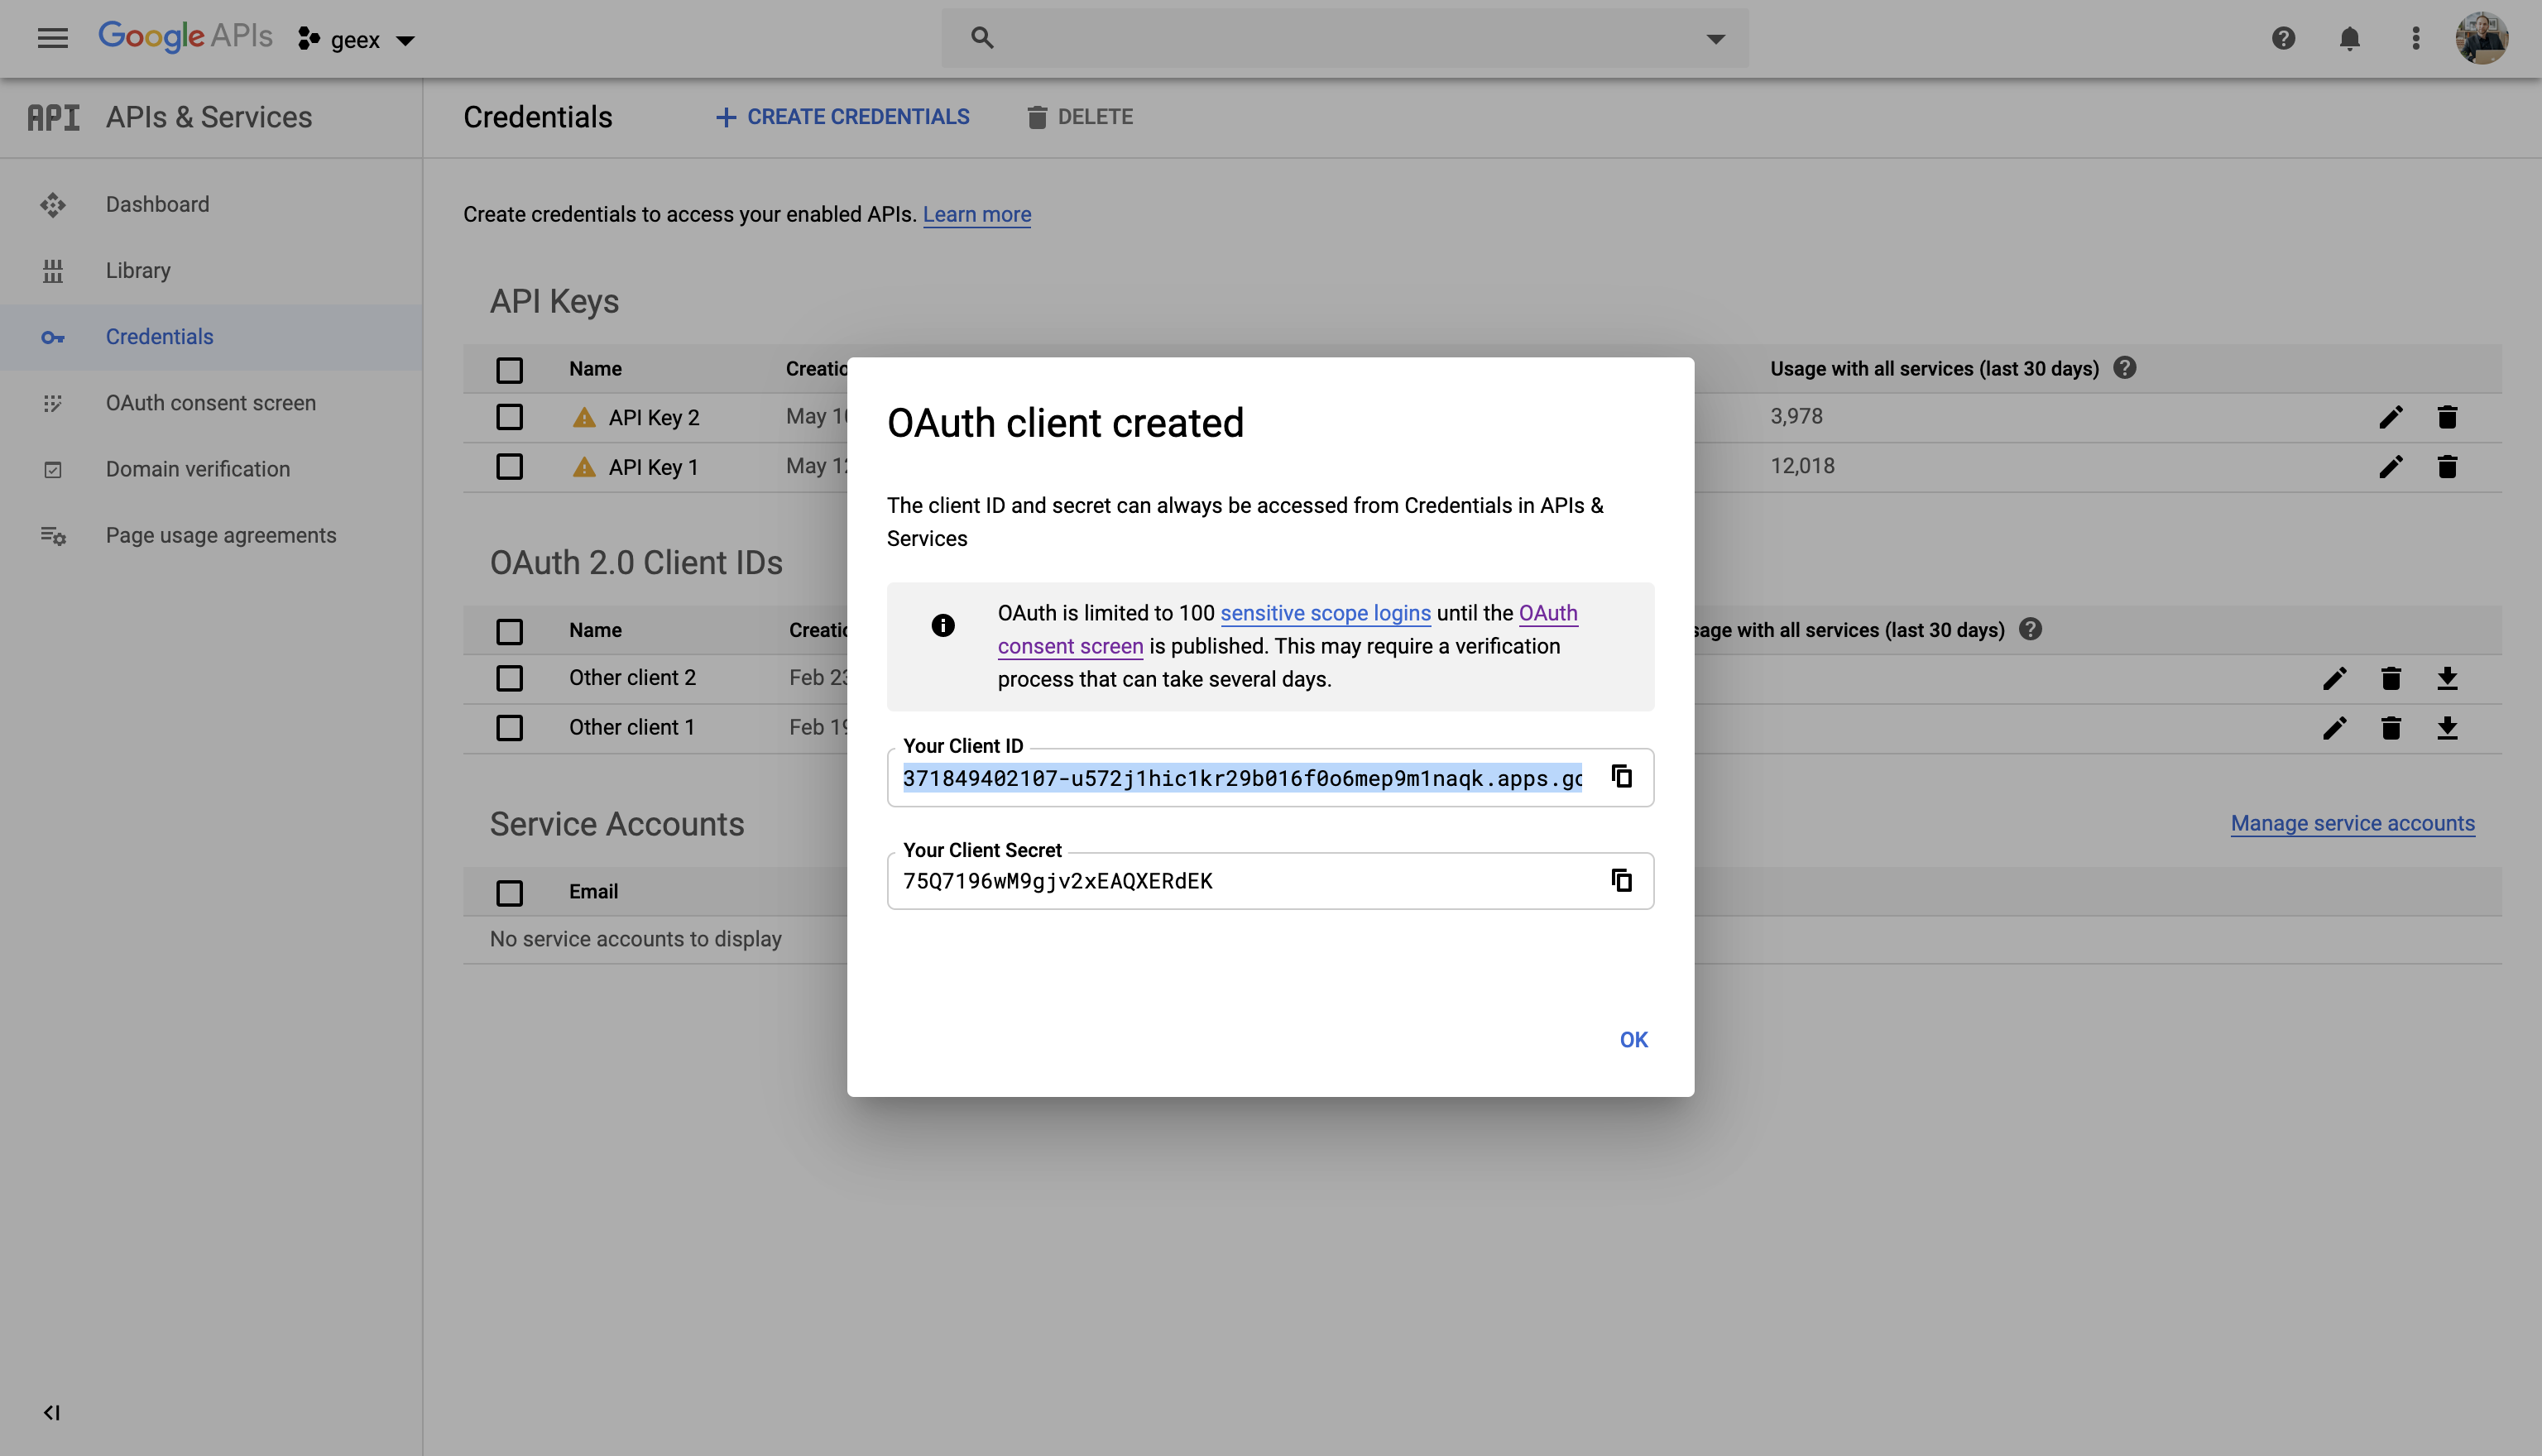 Google APIs geex
API APIs & Services
Credentials
CREATE CREDENTIALS
DELETE
Dashboard
Library
Credentials
OAuth consent screen
Domain verification
Page usage agreements
Create credentials to access your enabled APIs. Learn more
API Keys
Name Creatio Usage with all services (last 30 days)
API Key 2 May 10 3,978
API Key 1 May 12 12,018
OAuth 2.0 Client IDs
Name Creatio sage with all services (last 30 days)
Other client 2 Feb 23
Other client 1 Feb 19
Service Accounts Manage service accounts
Email
No service accounts to display
OAuth client created
The client ID and secret can always be accessed from Credentials in APIs &
Services
OAuth is limited to 100 sensitive scope logins until the OAuth
consent screen is published. This may require a verification
process that can take several days.
Your Client ID
371849402107-u572j1hic1kr29b016f0o6mep9m1naqk.apps.go
Your Client Secret
75Q7196wM9gjv2xEAQXERdEK
OK